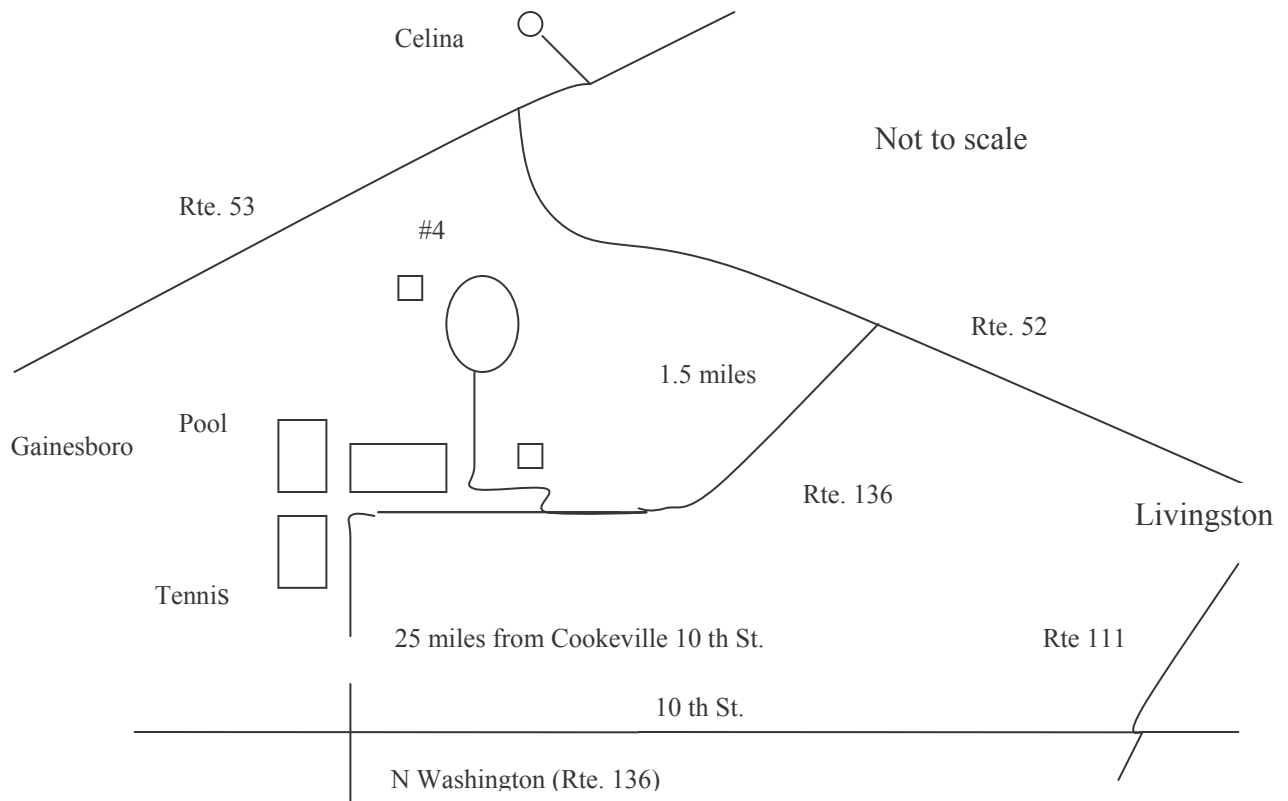 Celina
Not to scale
Rte. 53
#4
Rte. 52
1.5 miles
Pool
Gainesboro
Rte. 136
Livingston
Tennis
25 miles from Cookeville 10 th St.
Rte 111
10 th St.
N Washington (Rte. 136)